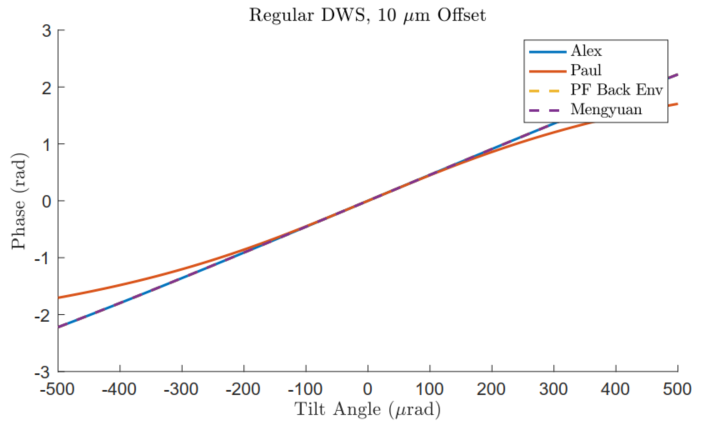 Regular DWS, 10 μm Offset
Alex
Paul
PF Back Env
Mengyuan
Phase (rad)
3
2
1
0
-1
-2
-3
-500 -400 -300 -200 -100 0 100 200 300 400 500
Tilt Angle (μrad)